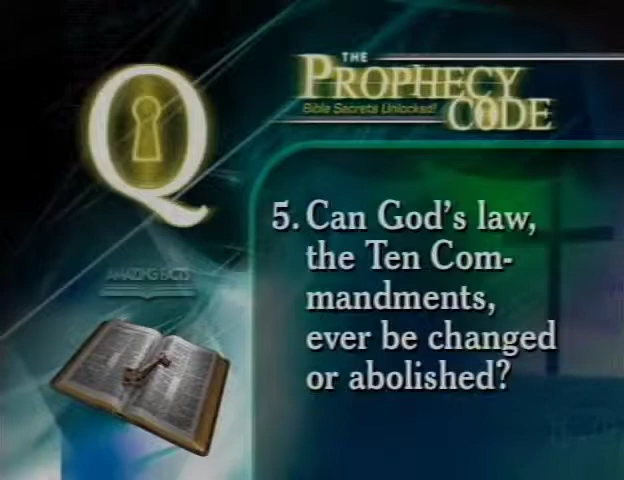 Q
THE
PROPHECY
Bible Secrets Unlocked!
CODE
AMAZING FACTS
5. Can God's law,
the Ten Com-
mandments,
ever be changed
or abolished?